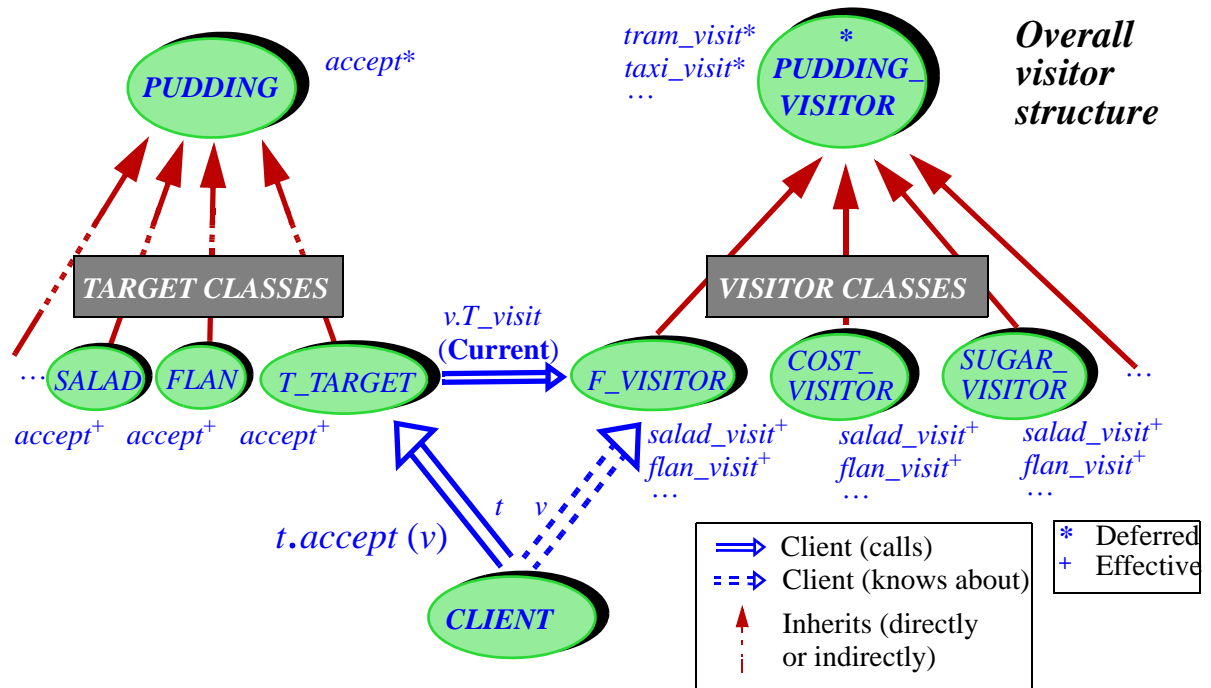 accept*
PUDDING
tram_visit*
taxi_visit*
…
*
PUDDING_
VISITOR
Overall
visitor
structure
TARGET CLASSES
VISITOR CLASSES
v.T_visit
(Current)
…
SALAD
FLAN
T_TARGET
F_VISITOR
COST_
VISITOR
SUGAR_
VISITOR
…
accept+
accept+
accept+
salad_visit+
flan_visit+
…
salad_visit+
flan_visit+
…
salad_visit+
flan_visit+
…
t
v
t.accept (v)
CLIENT
Client (calls)
Client (knows about)
Inherits (directly
or indirectly)
* Deferred
+ Effective